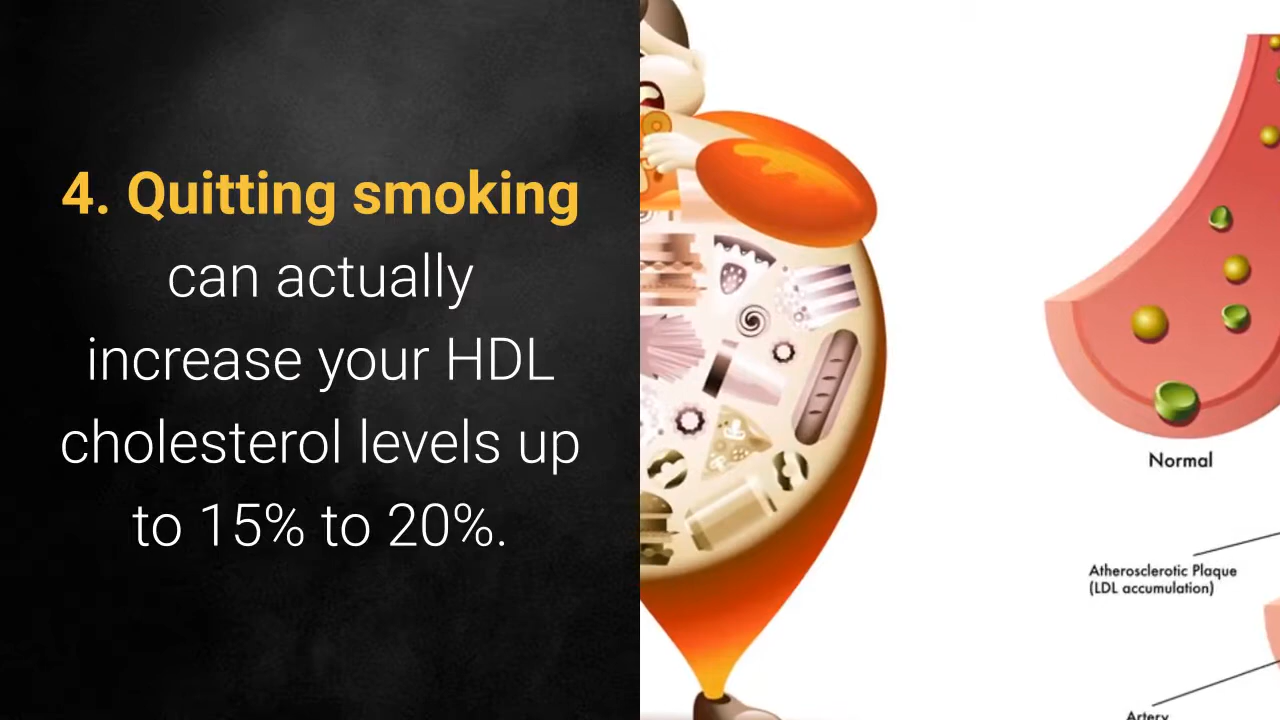 4. Quitting smoking
can actually
increase your HDL
cholesterol levels up
to 15% to 20%.
Normal
Atherosclerotic Plaque
(LDL accumulation)
Artery